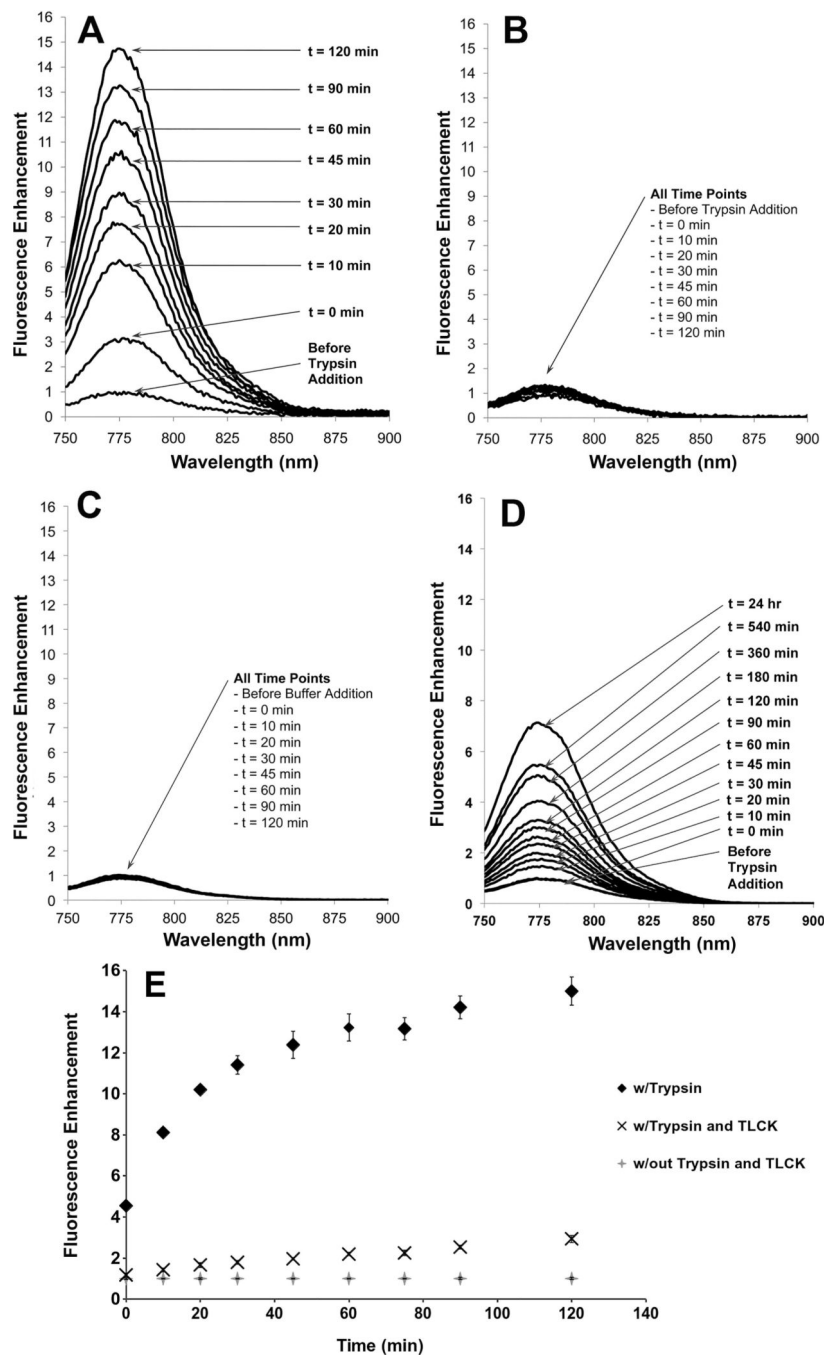 A
Fluorescence Enhancement
16
15
14
13
12
11
10
9
8
7
6
5
4
3
2
1
0
t = 120 min
t = 90 min
t = 60 min
t = 45 min
t = 30 min
t = 20 min
t = 10 min
t = 0 min
Before
Trypsin
Addition
750 775 800 825 850 875 900
Wavelength (nm)
B
Fluorescence Enhancement
16
15
14
13
12
11
10
9
8
7
6
5
4
3
2
1
0
All Time Points
- Before Trypsin Addition
- t = 0 min
- t = 10 min
- t = 20 min
- t = 30 min
- t = 45 min
- t = 60 min
- t = 90 min
- t = 120 min
750 775 800 825 850 875 900
Wavelength (nm)
C
Fluorescence Enhancement
16
15
14
13
12
11
10
9
8
7
6
5
4
3
2
1
0
All Time Points
- Before Buffer Addition
- t = 0 min
- t = 10 min
- t = 20 min
- t = 30 min
- t = 45 min
- t = 60 min
- t = 90 min
- t = 120 min
750 775 800 825 850 875 900
Wavelength (nm)
D
Fluorescence Enhancement
16
14
12
10
8
6
4
2
0
t = 24 hr
t = 540 min
t = 360 min
t = 180 min
t = 120 min
t = 90 min
t = 60 min
t = 45 min
t = 30 min
t = 20 min
t = 10 min
t = 0 min
Before
Trypsin
Addition
750 775 800 825 850 875 900
Wavelength (nm)
E
Fluorescence Enhancement
16
14
12
10
8
6
4
2
0
w/Trypsin
w/Trypsin and TLCK
w/out Trypsin and TLCK
0 20 40 60 80 100 120 140
Time (min)